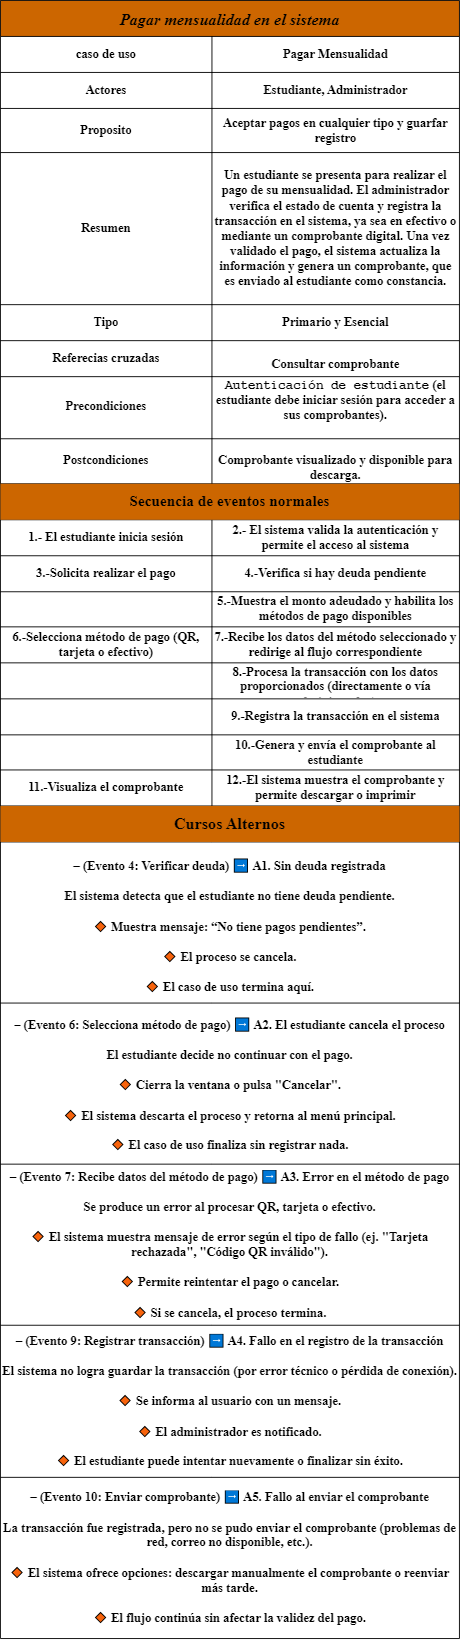 Pagar mensualidad en el sistema
caso de uso
Pagar Mensualidad
Actores
Estudiante, Administrador
Proposito
Aceptar pagos en cualquier tipo y guarfar
registro
Resumen
Un estudiante se presenta para realizar el
pago de su mensualidad. El administrador
verifica el estado de cuenta y registra la
transacción en el sistema, ya sea en efectivo o
mediante un comprobante digital. Una vez
validado el pago, el sistema actualiza la
información y genera un comprobante, que
es enviado al estudiante como constancia.
Tipo
Primario y Esencial
Referecias cruzadas
Consultar comprobante
Precondiciones
Autenticación de estudiante (el
estudiante debe iniciar sesión para acceder a
sus comprobantes).
Postcondiciones
Comprobante visualizado y disponible para
descarga.
Secuencia de eventos normales
1.- El estudiante inicia sesión
2.- El sistema valida la autenticación y
permite el acceso al sistema
3.-Solicita realizar el pago
4.-Verifica si hay deuda pendiente
5.-Muestra el monto adeudado y habilita los
métodos de pago disponibles
6.-Selecciona método de pago (QR,
tarjeta o efectivo)
7.-Recibe los datos del método seleccionado y
redirige al flujo correspondiente
8.-Procesa la transacción con los datos
proporcionados (directamente o vía
9.-Registra la transacción en el sistema
10.-Genera y envía el comprobante al
estudiante
11.-Visualiza el comprobante
12.-El sistema muestra el comprobante y
permite descargar o imprimir
Cursos Alternos
– (Evento 4: Verificar deuda) ➡ A1. Sin deuda registrada
El sistema detecta que el estudiante no tiene deuda pendiente.
🔸 Muestra mensaje: “No tiene pagos pendientes”.
🔸 El proceso se cancela.
🔸 El caso de uso termina aquí.
– (Evento 6: Selecciona método de pago) ➡ A2. El estudiante cancela el proceso
El estudiante decide no continuar con el pago.
🔸 Cierra la ventana o pulsa "Cancelar".
🔸 El sistema descarta el proceso y retorna al menú principal.
🔸 El caso de uso finaliza sin registrar nada.
– (Evento 7: Recibe datos del método de pago) ➡ A3. Error en el método de pago
Se produce un error al procesar QR, tarjeta o efectivo.
🔸 El sistema muestra mensaje de error según el tipo de fallo (ej. "Tarjeta
rechazada", "Código QR inválido").
🔸 Permite reintentar el pago o cancelar.
🔸 Si se cancela, el proceso termina.
– (Evento 9: Registrar transacción) ➡ A4. Fallo en el registro de la transacción
El sistema no logra guardar la transacción (por error técnico o pérdida de conexión).
🔸 Se informa al usuario con un mensaje.
🔸 El administrador es notificado.
🔸 El estudiante puede intentar nuevamente o finalizar sin éxito.
– (Evento 10: Enviar comprobante) ➡ A5. Fallo al enviar el comprobante
La transacción fue registrada, pero no se pudo enviar el comprobante (problemas de
red, correo no disponible, etc.).
🔸 El sistema ofrece opciones: descargar manualmente el comprobante o reenviar
más tarde.
🔸 El flujo continúa sin afectar la validez del pago.